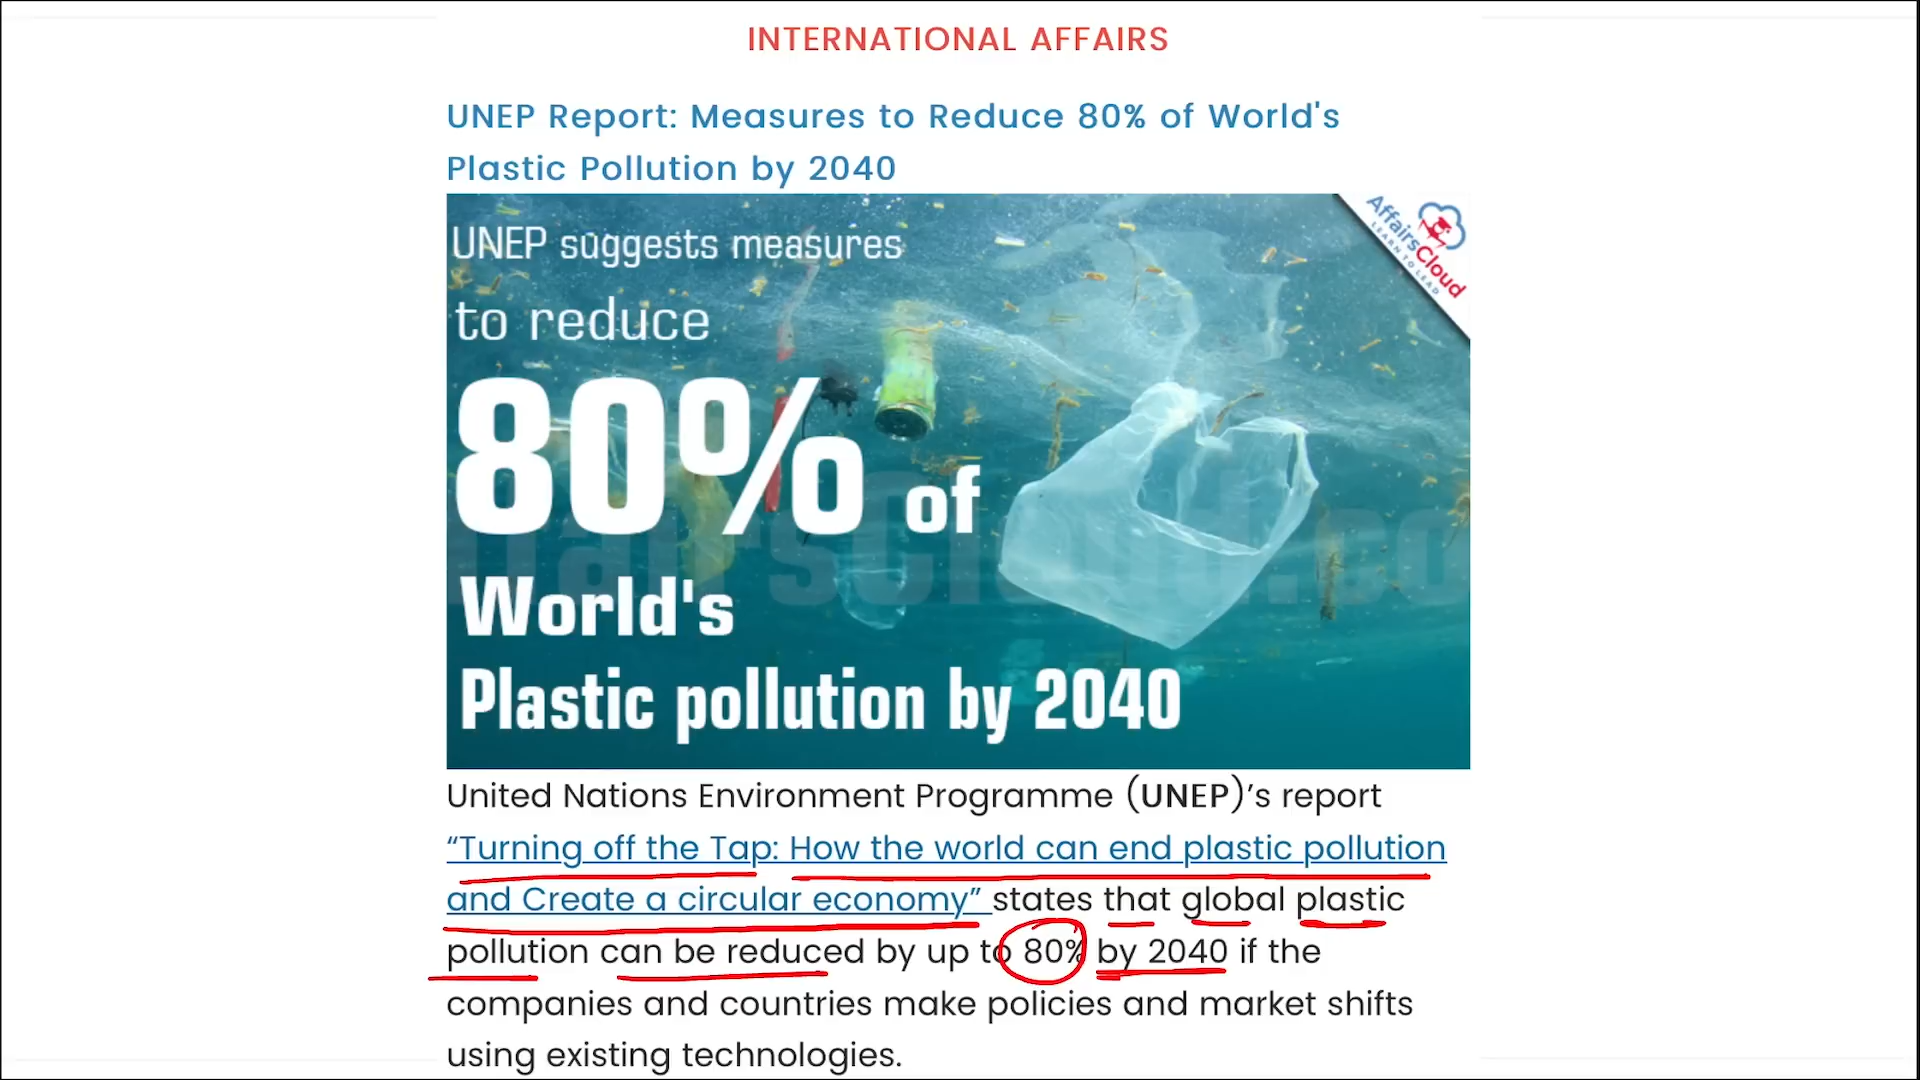 INTERNATIONAL AFFAIRS
UNEP Report: Measures to Reduce 80% of World's
Plastic Pollution by 2040
UNEP suggests measures
to reduce
80% of
World's
Plastic pollution by 2040
AffairsCloud
LEARN TO LEAD
United Nations Environment Programme (UNEP)’s report
“Turning off the Tap: How the world can end plastic pollution
and Create a circular economy” states that global plastic
pollution can be reduced by up to 80% by 2040 if the
companies and countries make policies and market shifts
using existing technologies.